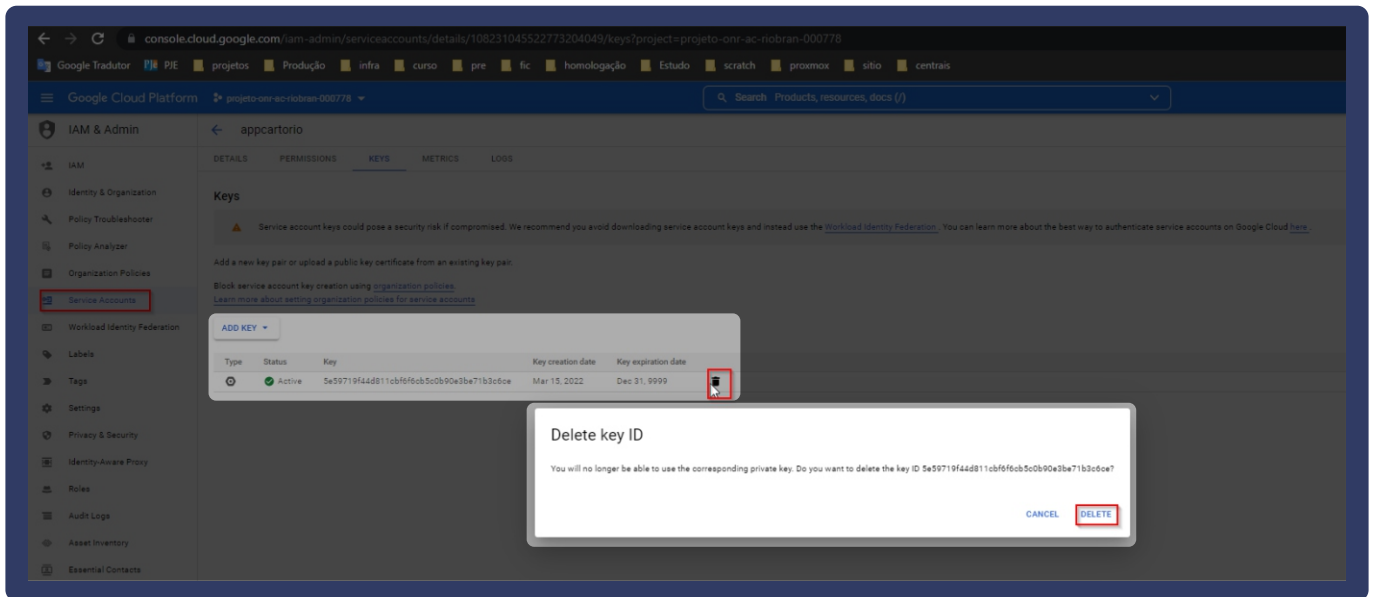 console.cloud.google.com/iam-admin/serviceaccounts/details/108231045522773204049/keys?project=projeto-onr-ac-riobran-000778
Google Tradutor PJE projetos Produção infra curso pre fic homologação Estudo scratch proxmox sitio centrais
Google Cloud Platform projeto-onr-ac-riobran-000778 Search Products, resources, docs (/)
IAM & Admin
appcartorio
DETAILS PERMISSIONS KEYS METRICS LOGS
IAM
Identity & Organization
Policy Troubleshooter
Policy Analyzer
Organization Policies
Service Accounts
Workload Identity Federation
Labels
Tags
Settings
Privacy & Security
Identity-Aware Proxy
Roles
Audit Logs
Asset Inventory
Essential Contacts
Keys
Service account keys could pose a security risk if compromised. We recommend you avoid downloading service account keys and instead use the Workload Identity Federation . You can learn more about the best way to authenticate service accounts on Google Cloud here .
Add a new key pair or upload a public key certificate from an existing key pair.
Block service account key creation using organization policies.
Learn more about setting organization policies for service accounts
ADD KEY
Type Status Key Key creation date Key expiration date
Active 5e59719f44d811cbf6f6cb5c0b90e3be71b3c6ce Mar 15, 2022 Dec 31, 9999
Delete key ID
You will no longer be able to use the corresponding private key. Do you want to delete the key ID 5e59719f44d811cbf6f6cb5c0b90e3be71b3c6ce?
CANCEL DELETE